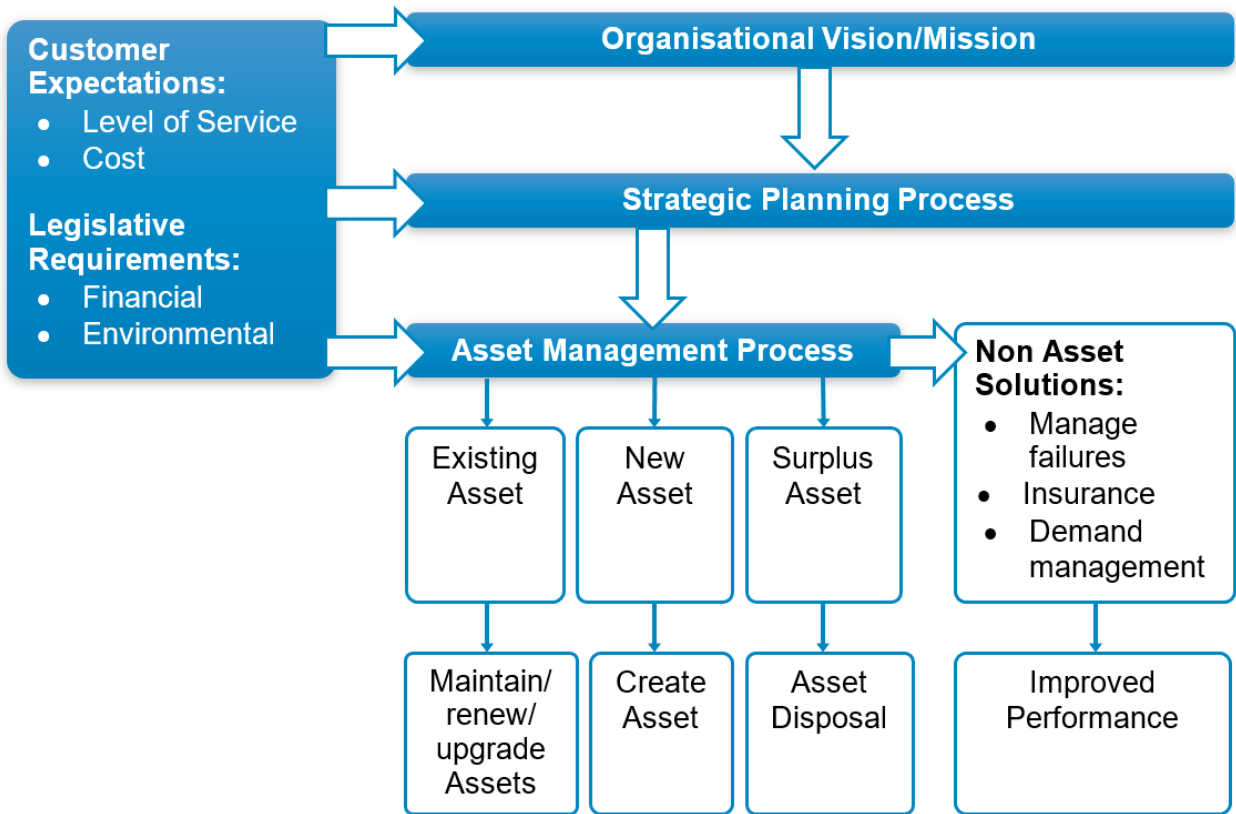 Customer
Expectations:
● Level of Service
● Cost
Legislative
Requirements:
● Financial
● Environmental
Organisational Vision/Mission
Strategic Planning Process
Asset Management Process
Non Asset
Solutions:
● Manage
failures
● Insurance
● Demand
management
Existing
Asset
New
Asset
Surplus
Asset
Maintain/
renew/
upgrade
Assets
Create
Asset
Asset
Disposal
Improved
Performance